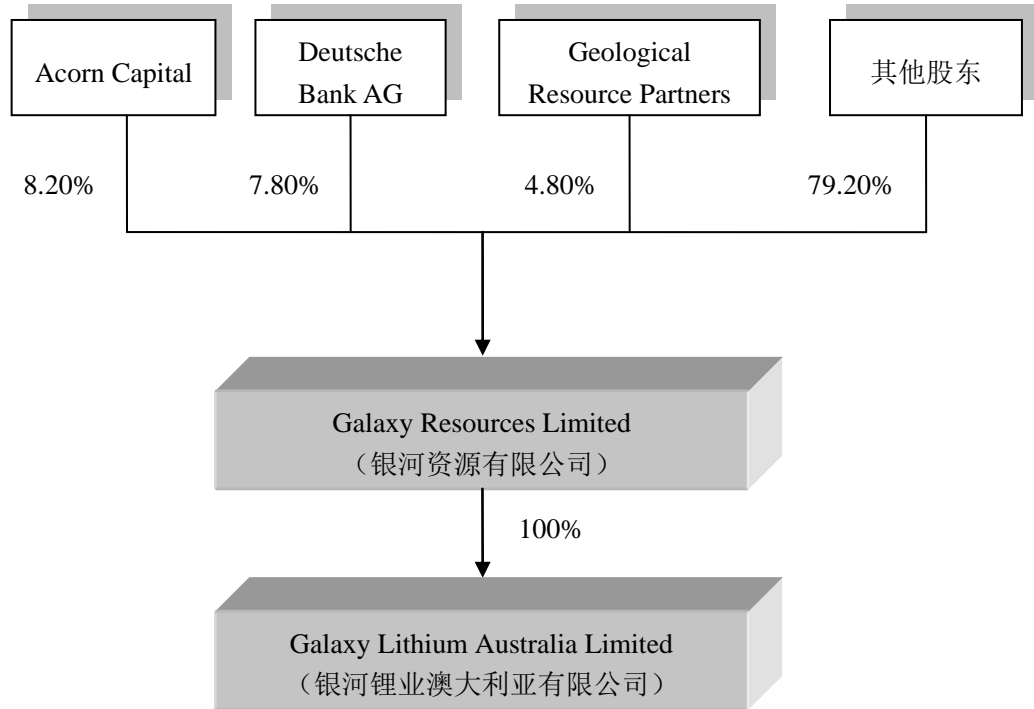 Acorn Capital
Deutsche
Bank AG
Geological
Resource Partners
其他股东
8.20%
7.80%
4.80%
79.20%
Galaxy Resources Limited
（银河资源有限公司）
100%
Galaxy Lithium Australia Limited
（银河锂业澳大利亚有限公司）